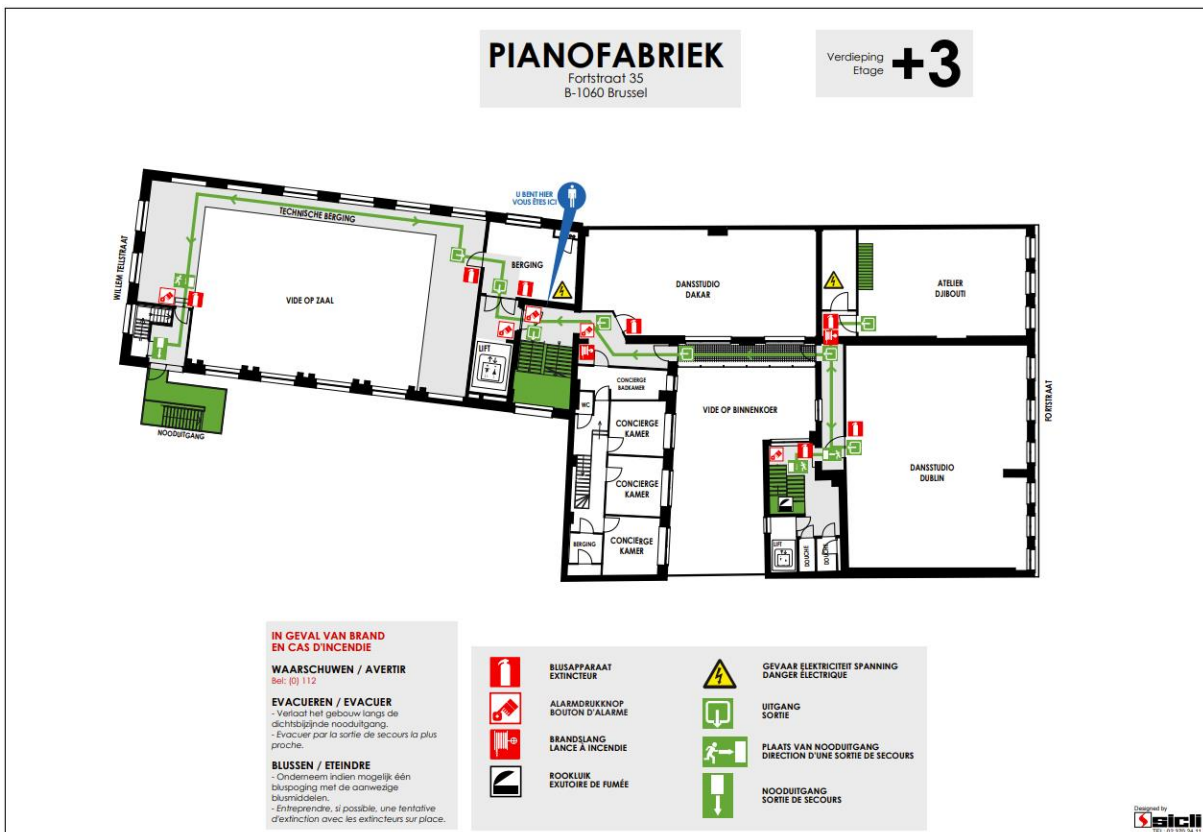 PIANOFABRIEK
Fortstraat 35
B-1060 Brussel
Verdieping
Etage
+3
U BENT HIER
VOUS ÊTES ICI
TECHNISCHE BERGING
WILLEM TELLSTRAAT
VIDE OP ZAAL
BERGING
LIFT
NOODUITGANG
DANSSTUDIO
DAKAR
ATELIER
DJIBOUTI
CONCIERGE
BADKAMER
WC
CONCIERGE
KAMER
CONCIERGE
KAMER
CONCIERGE
KAMER
BERGING
VIDE OP BINNENKOER
DANSSTUDIO
DUBLIN
FORTSTRAAT
LIFT
DOUCHE
DOUCHE
IN GEVAL VAN BRAND
EN CAS D'INCENDIE
WAARSCHUWEN / AVERTIR
Bel: (0) 112
EVACUEREN / EVACUER
- Verlaat het gebouw langs de
dichtsbijzijnde nooduitgang.
- Evacuer par la sortie de secours la plus
proche.
BLUSSEN / ETEINDRE
- Onderneem indien mogelijk één
bluspoging met de aanwezige
blusmiddelen.
- Entreprendre, si possible, une tentative
d'extinction avec les extincteurs sur place.
BLUSAPPARAAT
EXTINCTEUR
ALARMDRUKKNOP
BOUTON D'ALARME
BRANDSLANG
LANCE À INCENDIE
ROOKLUIK
EXUTOIRE DE FUMÉE
GEVAAR ELEKTRICITEIT SPANNING
DANGER ÉLECTRIQUE
UITGANG
SORTIE
PLAATS VAN NOODUITGANG
DIRECTION D'UNE SORTIE DE SECOURS
NOODUITGANG
SORTIE DE SECOURS
Designed by
sicli